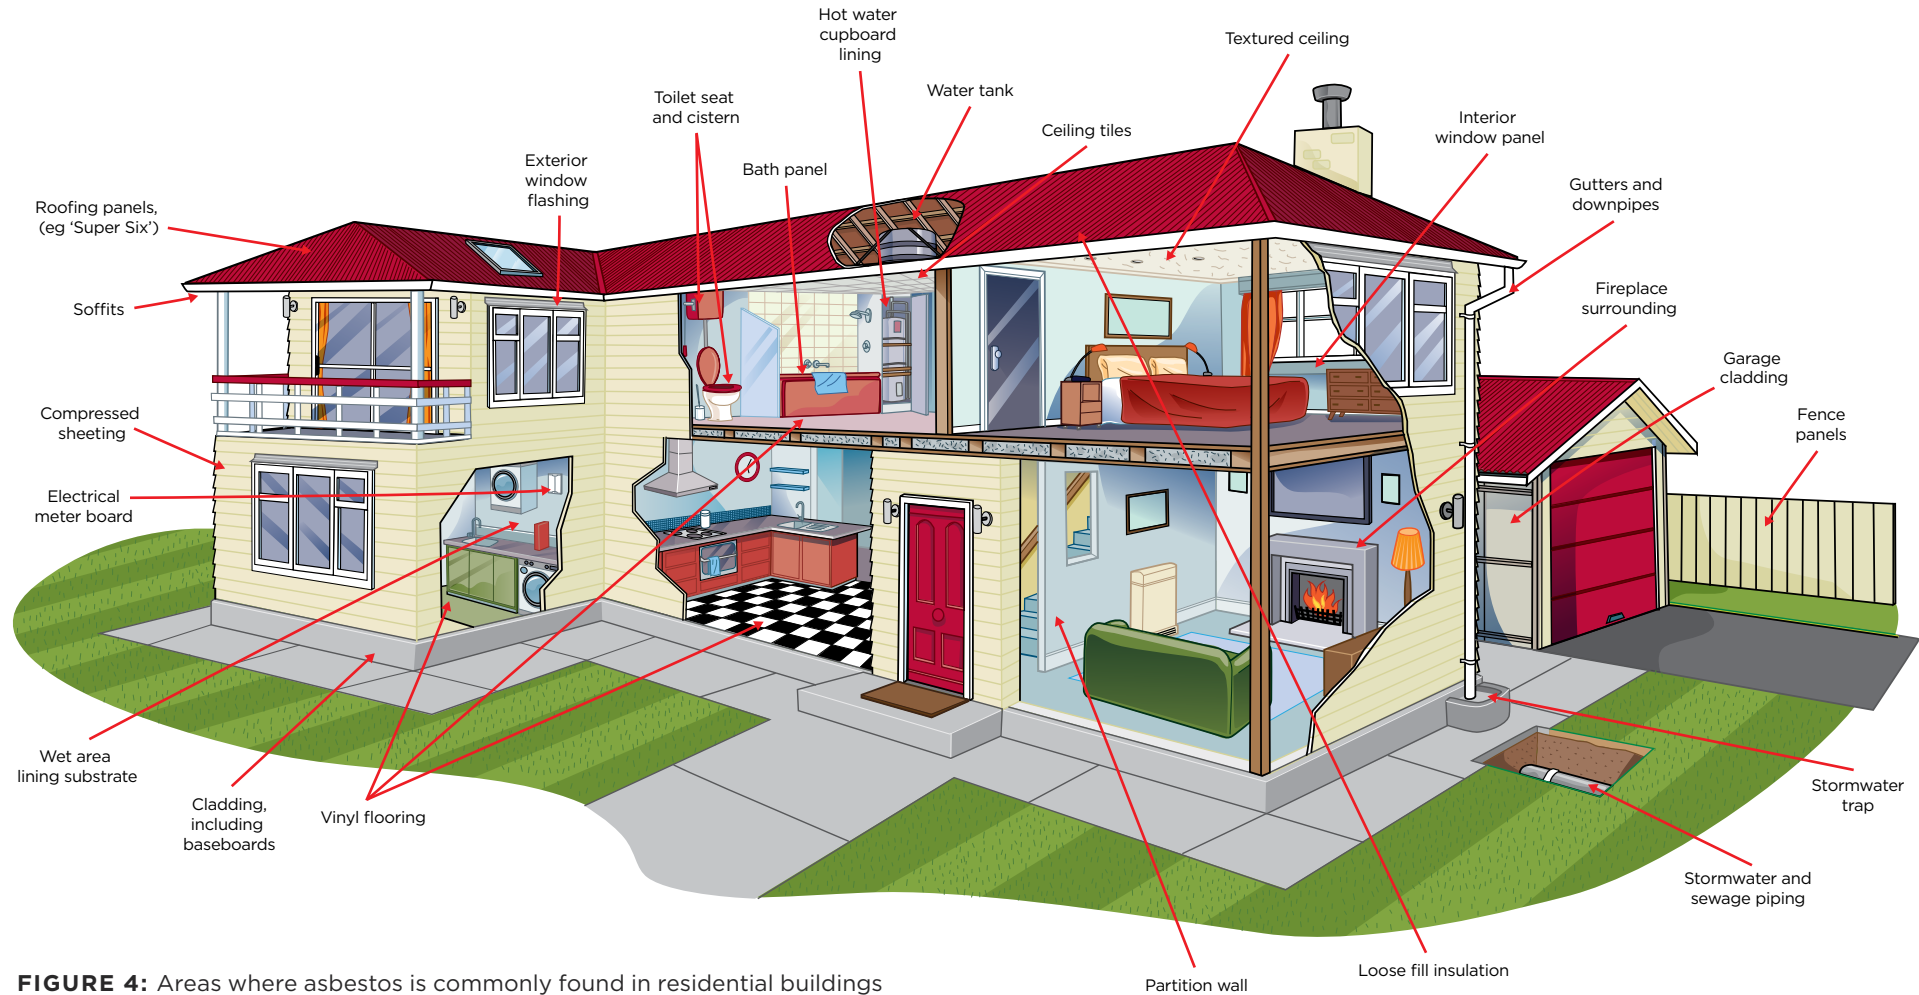 Hot water
cupboard
lining
Textured ceiling
Water tank
Toilet seat
and cistern
Ceiling tiles
Interior
window panel
Exterior
window
flashing
Bath panel
Gutters and
downpipes
Roofing panels,
(eg ‘Super Six’)
Soffits
Fireplace
surrounding
Garage
cladding
Compressed
sheeting
Fence
panels
Electrical
meter board
Wet area
lining substrate
Cladding,
including
baseboards
Vinyl flooring
Stormwater
trap
Stormwater and
sewage piping
Loose fill insulation
Partition wall
FIGURE 4: Areas where asbestos is commonly found in residential buildings